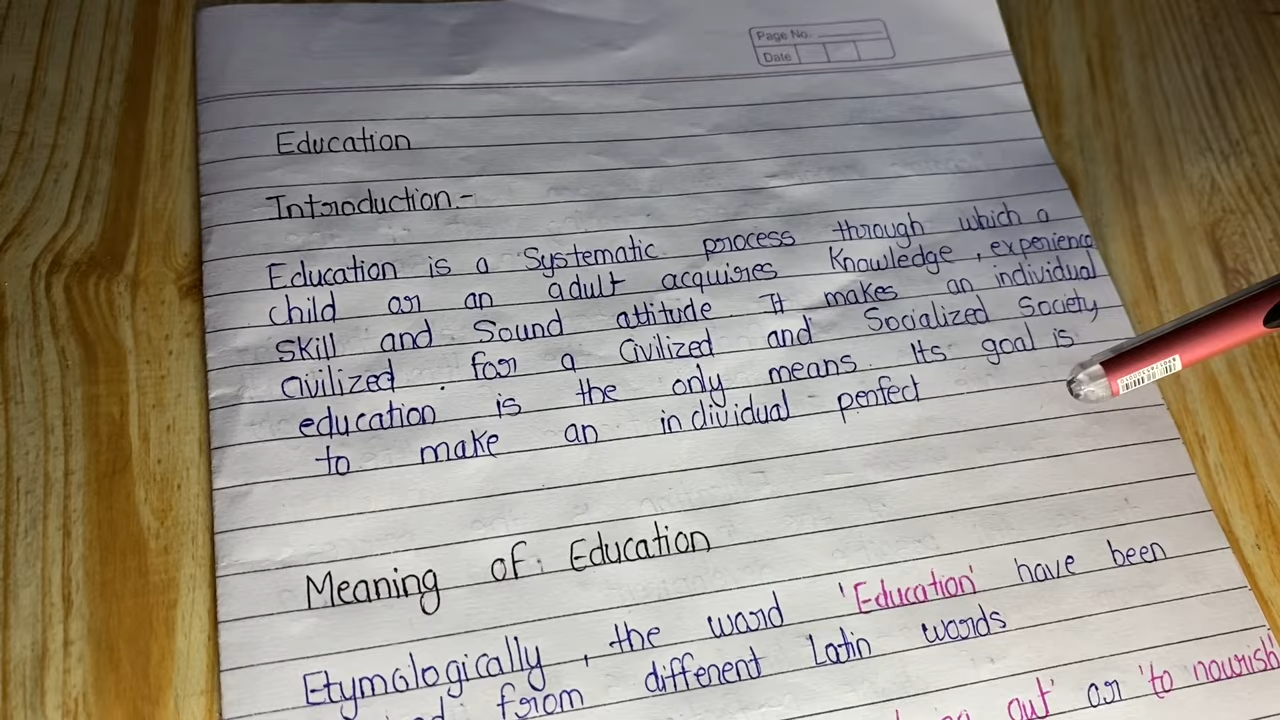 Page No.
Date
Education
Introduction:-
Education is a Systematic process through which a
child or an adult acquires Knowledge, experience
Skill and Sound attitude. It makes an individual
civilized. for a Civilized and Socialized Society
education is the only means. Its goal is
to make an individual perfect
Meaning of Education
Etymologically, the word 'Education' have been
from different Latin words
out' or 'to nourish'